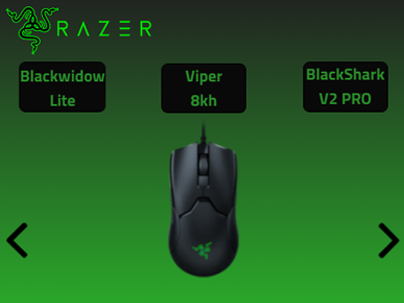 RAZER
Blackwidow
Lite
Viper
8kh
BlackShark
V2 PRO